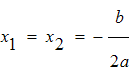 x₁ = x₂ = − b/2a